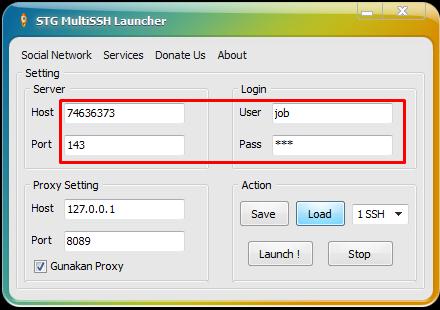 STG MultiSSH Launcher
Social Network Services Donate Us About
Setting
Server
Host 74636373
Port 143
Login
User job
Pass ***
Proxy Setting
Host 127.0.0.1
Port 8089
Gunakan Proxy
Action
Save Load 1 SSH
Launch ! Stop